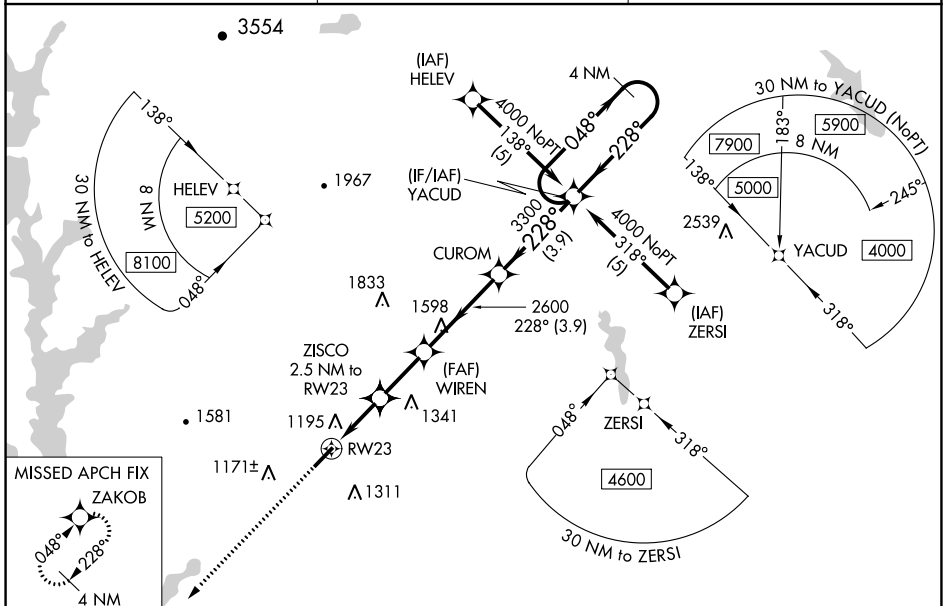 3554
(IAF)
HELEV
4 NM
4000 NoPT
138°
(5)
048°
228°
30 NM to YACUD (NoPT)
183°
5900
7900
8 NM
138°
5000
245°
2539
YACUD
4000
318°
138°
HELEV
8 NM
5200
30 NM to HELEV
8100
048°
1967
(IF/IAF)
YACUD
3300
228°
(3.9)
4000 NoPT
318°
(5)
(IAF)
ZERSI
CUROM
1833
1598
2600
228° (3.9)
ZISCO
2.5 NM to
RW23
(FAF)
WIREN
1195
1341
1581
RW23
1171±
1311
048°
ZERSI
318°
4600
30 NM to ZERSI
MISSED APCH FIX
ZAKOB
048°
228°
4 NM